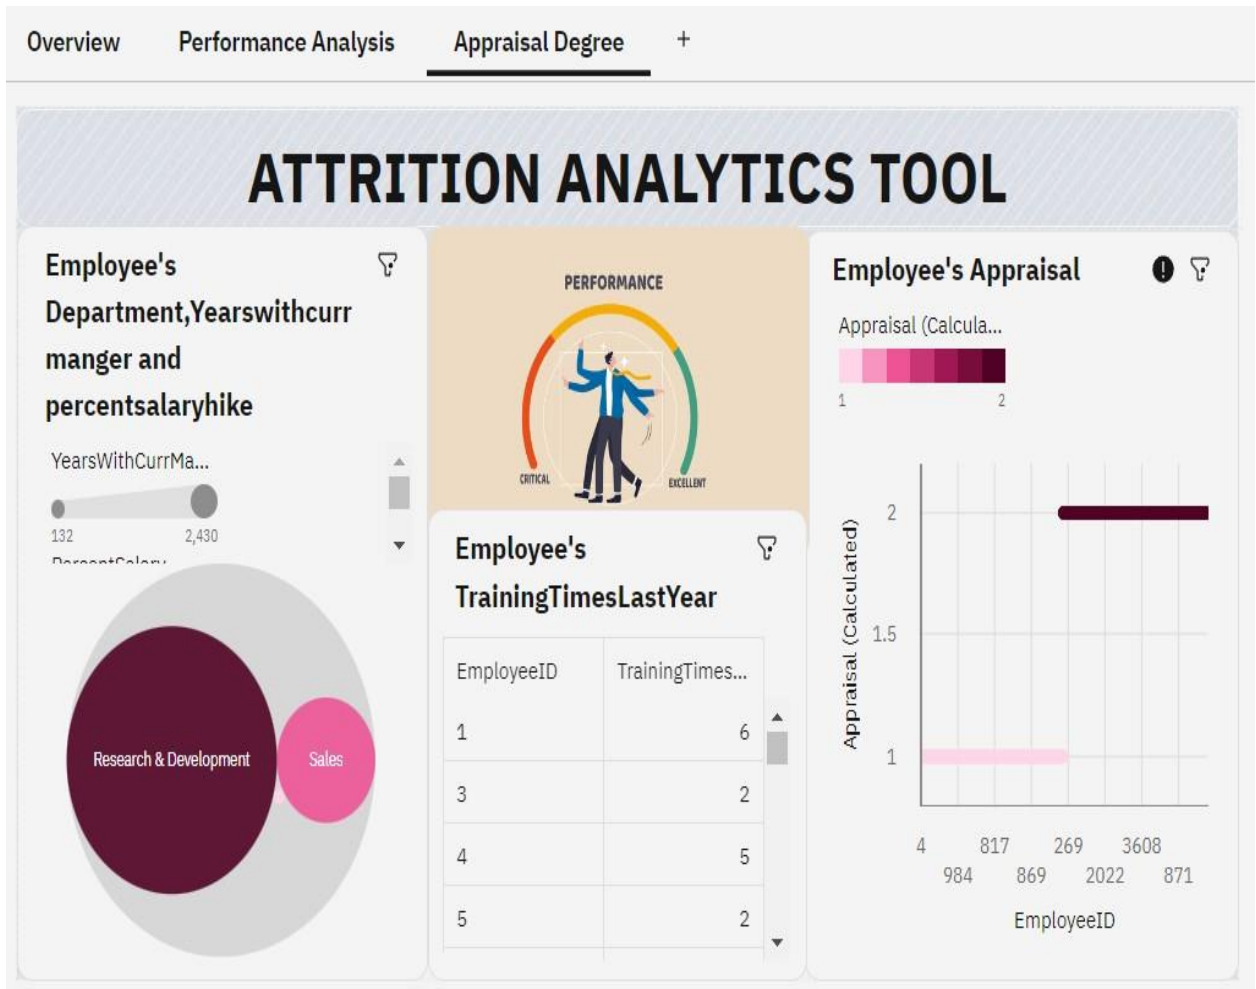 Overview Performance Analysis Appraisal Degree +
ATTRITION ANALYTICS TOOL
Employee's
Department,Yearswithcurr
manger and
percentsalaryhike
YearsWithCurrMa...
132 2,430
Research & Development
Sales
PERFORMANCE
CRITICAL
EXCELLENT
Employee's
TrainingTimesLastYear
EmployeeID TrainingTimes...
1 6
3 2
4 5
5 2
Employee's Appraisal
Appraisal (Calcula...
1 2
Appraisal (Calculated)
2
1.5
1
4 817 269 3608
984 869 2022 871
EmployeeID